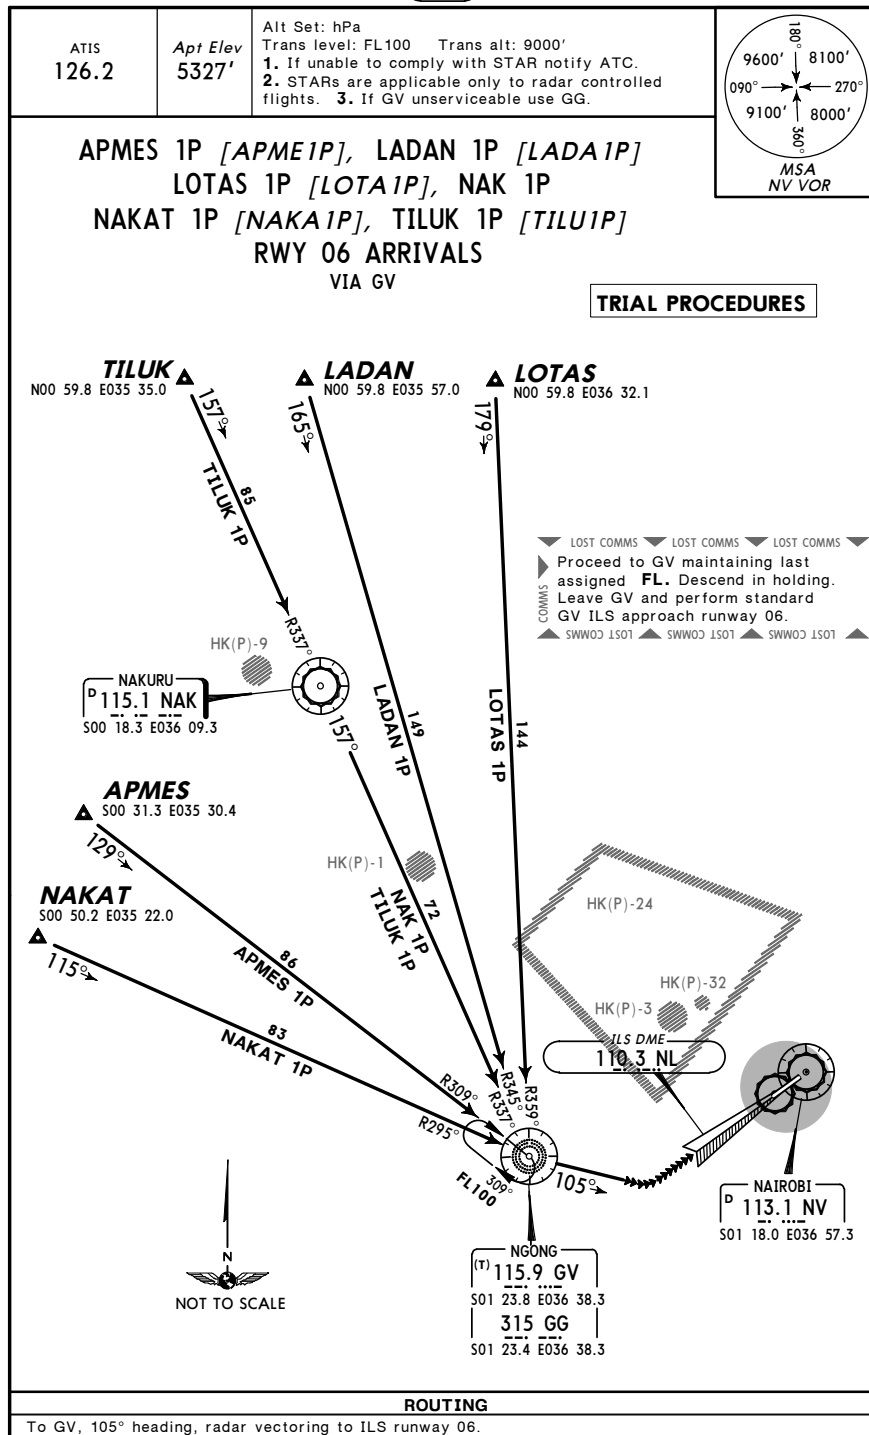 ATIS
126.2
Apt Elev
5327'
Alt Set: hPa
Trans level: FL100 Trans alt: 9000'
1. If unable to comply with STAR notify ATC.
2. STARs are applicable only to radar controlled
flights. 3. If GV unserviceable use GG.
180°
9600' 8100'
090° 270°
9100' 8000'
360°
MSA
NV VOR
APMES 1P [APME1P], LADAN 1P [LADA1P]
LOTAS 1P [LOTA1P], NAK 1P
NAKAT 1P [NAKA1P], TILUK 1P [TILU1P]
RWY 06 ARRIVALS
VIA GV
TRIAL PROCEDURES
TILUK
N00 59.8 E035 35.0
LADAN
N00 59.8 E035 57.0
LOTAS
N00 59.8 E036 32.1
157°
165°
179°
85
TILUK 1P
LOST COMMS LOST COMMS LOST COMMS
COMMS
Proceed to GV maintaining last
assigned FL. Descend in holding.
Leave GV and perform standard
GV ILS approach runway 06.
LOST COMMS LOST COMMS LOST COMMS
R337°
HK(P)-9
NAKURU
D 115.1 NAK
S00 18.3 E036 09.3
157°
149
LADAN 1P
144
LOTAS 1P
APMES
S00 31.3 E035 30.4
129°
HK(P)-1
72
NAK 1P
TILUK 1P
NAKAT
S00 50.2 E035 22.0
115°
86
APMES 1P
83
NAKAT 1P
HK(P)-24
HK(P)-32
HK(P)-3
ILS DME
110.3 NL
R309°
R295°
R337°
R345°
R359°
309°
FL100
105°
NAIROBI
D 113.1 NV
S01 18.0 E036 57.3
NGONG
(T) 115.9 GV
S01 23.8 E036 38.3
315 GG
S01 23.4 E036 38.3
N
NOT TO SCALE
ROUTING
To GV, 105° heading, radar vectoring to ILS runway 06.